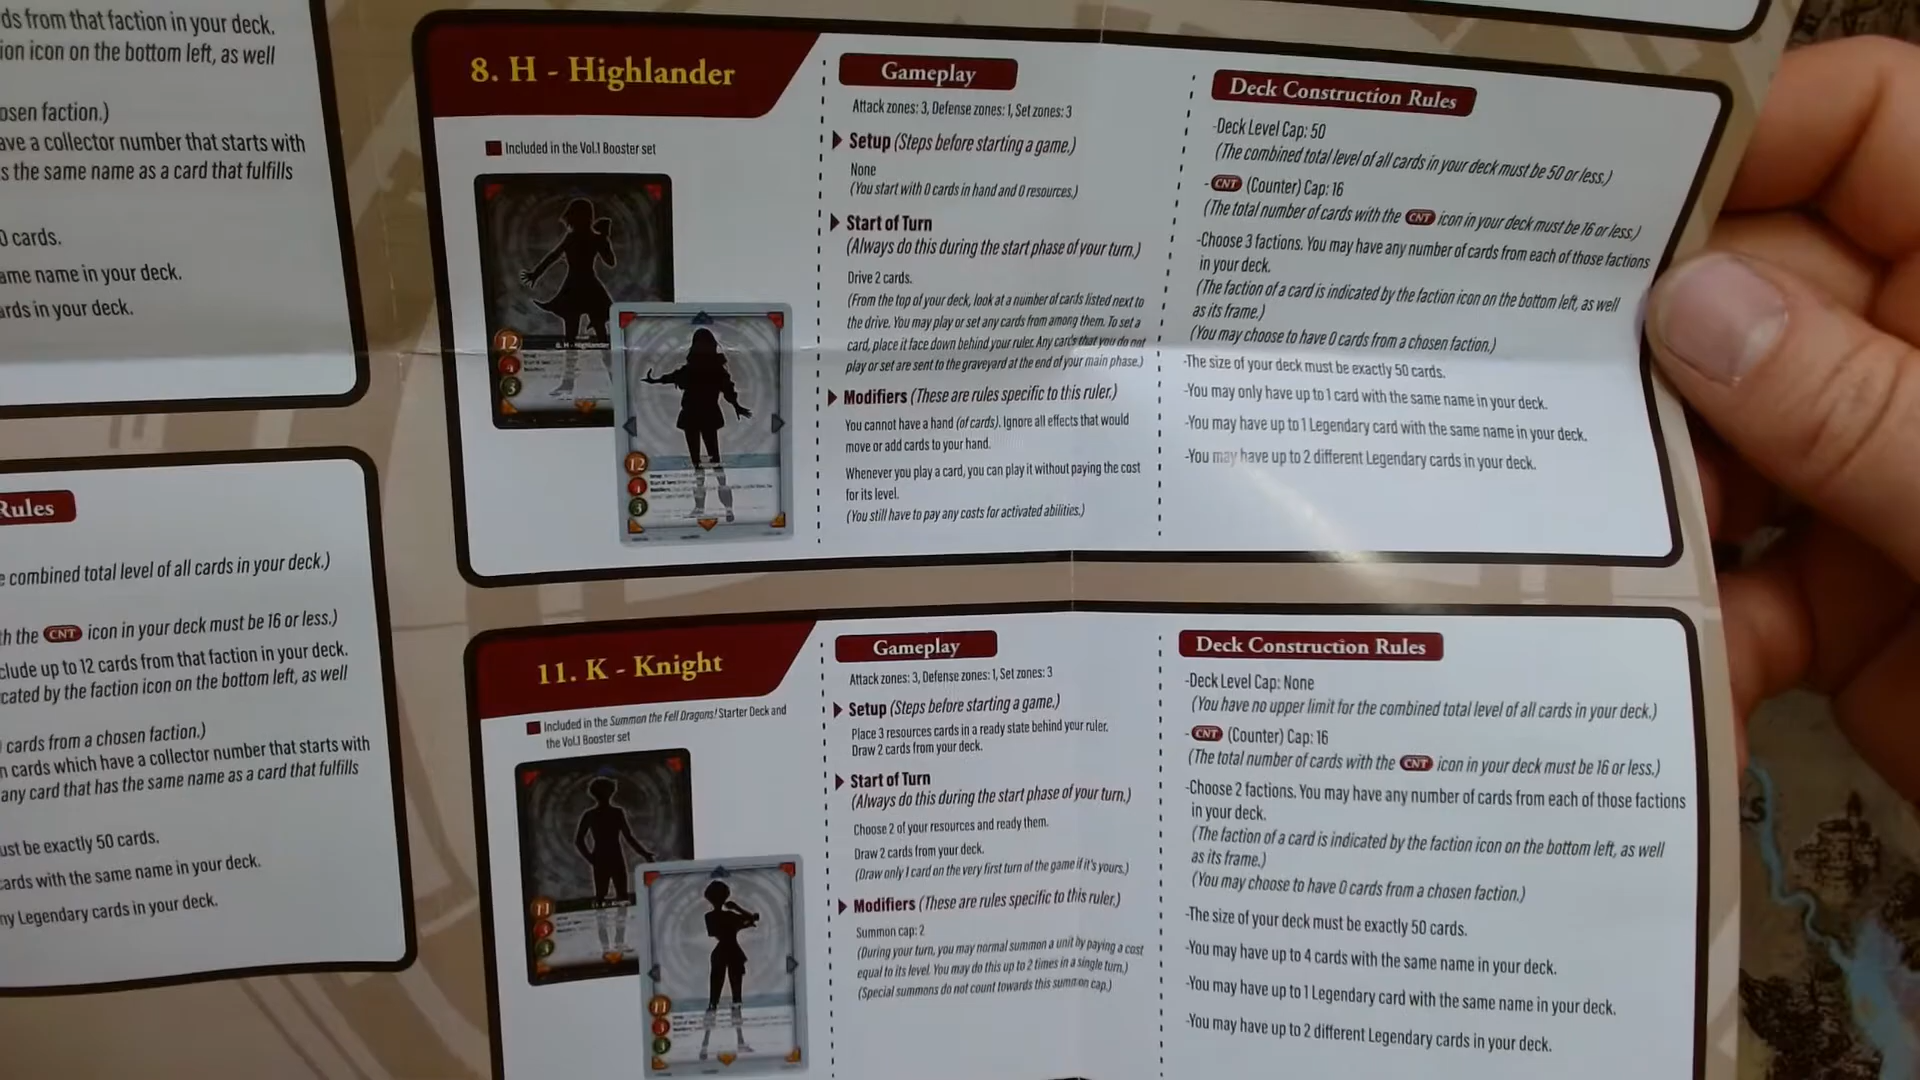 ds from that faction in your deck.
ion icon on the bottom left, as well
osen faction.)
ave a collector number that starts with
s the same name as a card that fulfills
0 cards.
ame name in your deck.
ards in your deck.
Rules
e combined total level of all cards in your deck.)
th the CNT icon in your deck must be 16 or less.)
clude up to 12 cards from that faction in your deck.
cated by the faction icon on the bottom left, as well
cards from a chosen faction.)
n cards which have a collector number that starts with
any card that has the same name as a card that fulfills
ust be exactly 50 cards.
cards with the same name in your deck.
ny Legendary cards in your deck.
8. H - Highlander
Included in the Vol.1 Booster set
12
4
3
8. H - Highlander
12
3
Gameplay
Attack zones: 3, Defense zones: 1, Set zones: 3
Setup (Steps before starting a game.)
None
(You start with 0 cards in hand and 0 resources.)
Start of Turn
(Always do this during the start phase of your turn.)
Drive 2 cards.
(From the top of your deck, look at a number of cards listed next to
the drive. You may play or set any cards from among them. To set a
card, place it face down behind your ruler. Any cards that you do not
play or set are sent to the graveyard at the end of your main phase.)
Modifiers (These are rules specific to this ruler.)
You cannot have a hand (of cards). Ignore all effects that would
move or add cards to your hand.
Whenever you play a card, you can play it without paying the cost
for its level.
(You still have to pay any costs for activated abilities.)
Deck Construction Rules
-Deck Level Cap: 50
(The combined total level of all cards in your deck must be 50 or less.)
- CNT (Counter) Cap: 16
(The total number of cards with the CNT icon in your deck must be 16 or less.)
-Choose 3 factions. You may have any number of cards from each of those factions
in your deck.
(The faction of a card is indicated by the faction icon on the bottom left, as well
as its frame.)
(You may choose to have 0 cards from a chosen faction.)
-The size of your deck must be exactly 50 cards.
-You may only have up to 1 card with the same name in your deck.
-You may have up to 1 Legendary card with the same name in your deck.
-You may have up to 2 different Legendary cards in your deck.
11. K - Knight
Included in the Summon the Fell Dragons! Starter Deck and
the Vol.1 Booster set
11
11
Gameplay
Attack zones: 3, Defense zones: 1, Set zones: 3
Setup (Steps before starting a game.)
Place 3 resources cards in a ready state behind your ruler.
Draw 2 cards from your deck.
Start of Turn
(Always do this during the start phase of your turn.)
Choose 2 of your resources and ready them.
Draw 2 cards from your deck.
(Draw only 1 card on the very first turn of the game if it's yours.)
Modifiers (These are rules specific to this ruler.)
Summon cap: 2
(During your turn, you may normal summon a unit by paying a cost
equal to its level. You may do this up to 2 times in a single turn.)
(Special summons do not count towards this summon cap.)
Deck Construction Rules
-Deck Level Cap: None
(You have no upper limit for the combined total level of all cards in your deck.)
- CNT (Counter) Cap: 16
(The total number of cards with the CNT icon in your deck must be 16 or less.)
-Choose 2 factions. You may have any number of cards from each of those factions
in your deck.
(The faction of a card is indicated by the faction icon on the bottom left, as well
as its frame.)
(You may choose to have 0 cards from a chosen faction.)
-The size of your deck must be exactly 50 cards.
-You may have up to 4 cards with the same name in your deck.
-You may have up to 1 Legendary card with the same name in your deck.
-You may have up to 2 different Legendary cards in your deck.